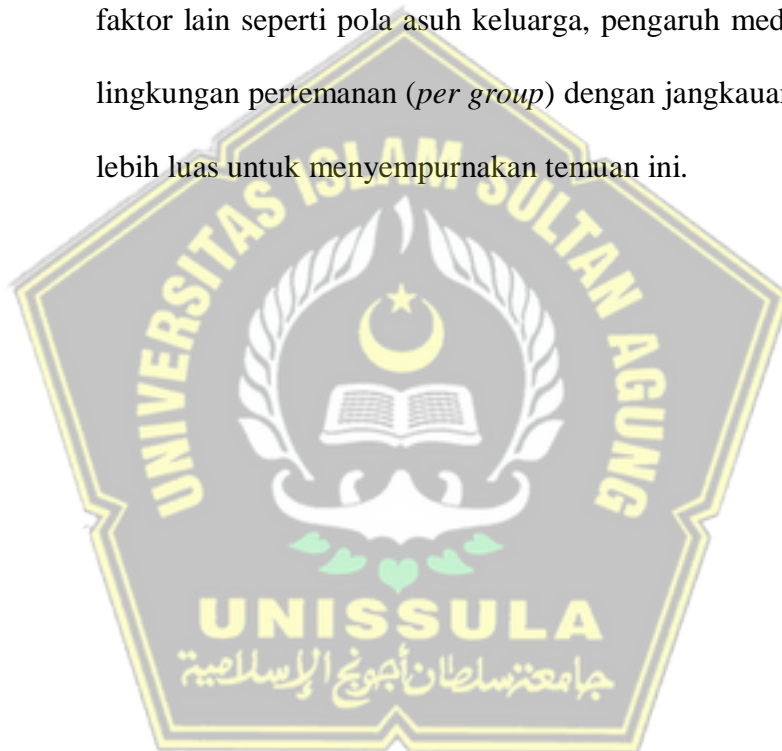 faktor lain seperti pola asuh keluarga, pengaruh med
lingkungan pertemanan (per group) dengan jangkauan
lebih luas untuk menyempurnakan temuan ini.
UNIVERSITAS ISLAM SULTAN AGUNG
UNISSULA
جامعة سلطان أجونج الإسلامية